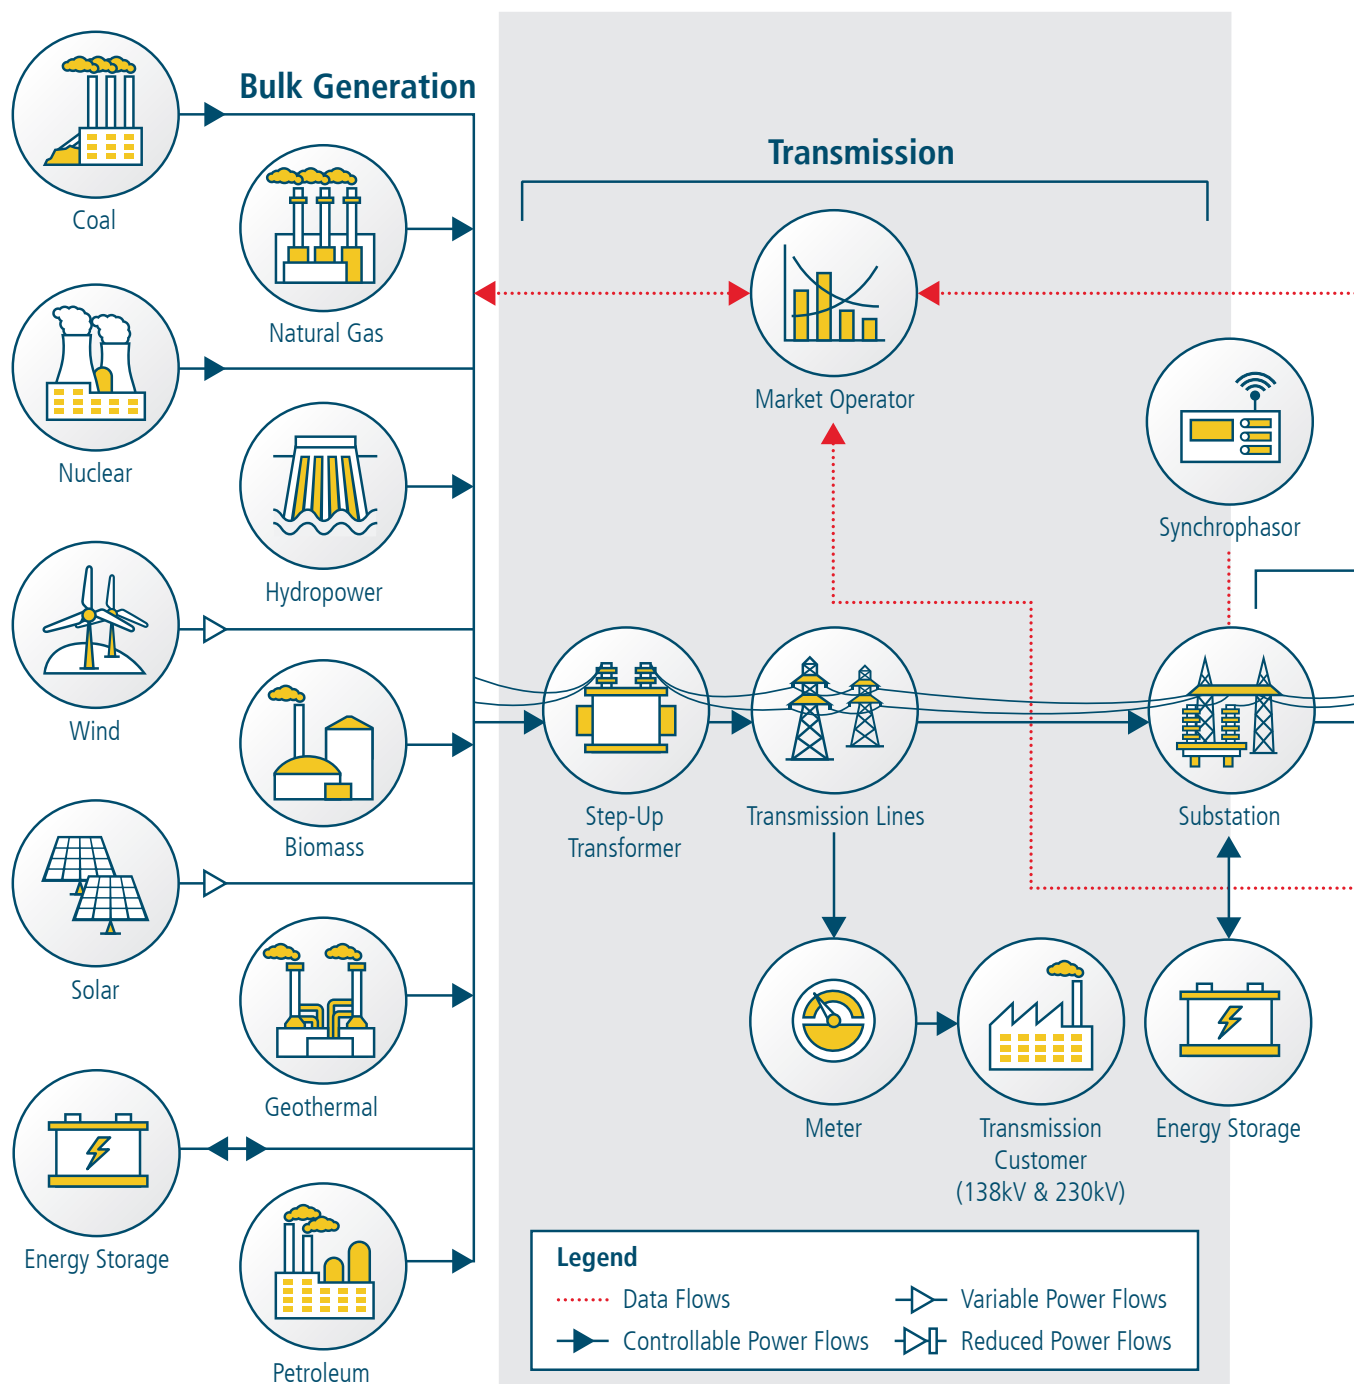 Bulk Generation
Coal
Natural Gas
Nuclear
Hydropower
Wind
Biomass
Solar
Geothermal
Energy Storage
Petroleum
Transmission
Market Operator
Synchrophasor
Step-Up
Transformer
Transmission Lines
Substation
Meter
Transmission
Customer
(138kV & 230kV)
Energy Storage
Legend
Data Flows
Controllable Power Flows
Variable Power Flows
Reduced Power Flows